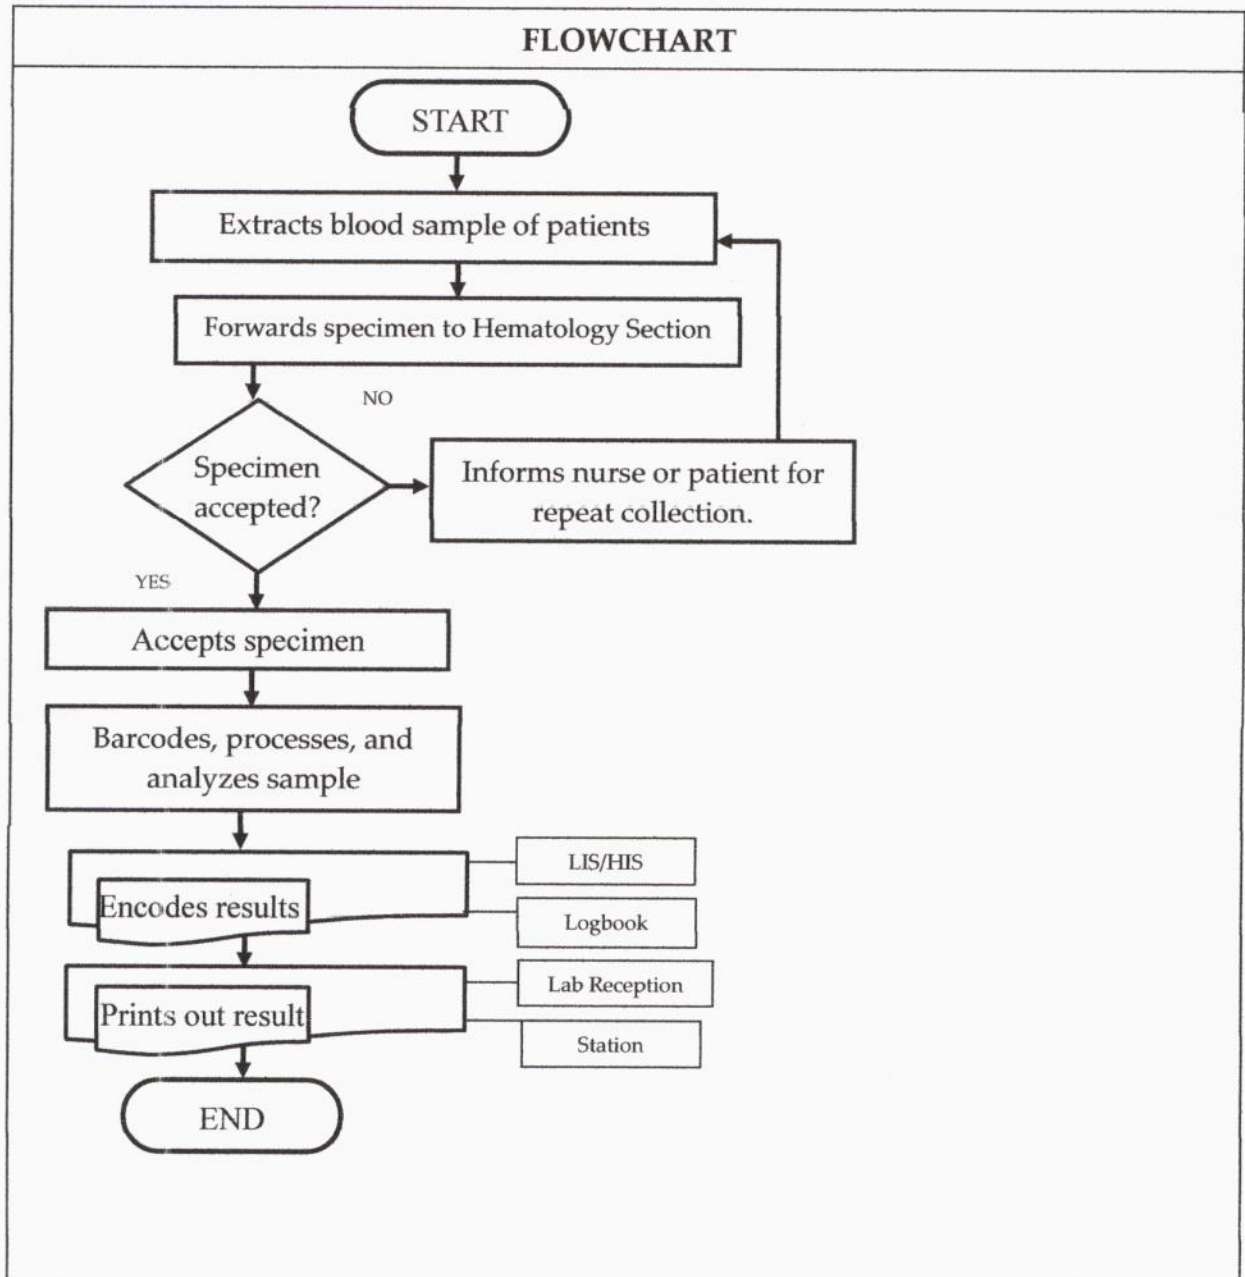 FLOWCHART
START
Extracts blood sample of patients
Forwards specimen to Hematology Section
NO
Specimen
accepted?
Informs nurse or patient for
repeat collection.
YES
Accepts specimen
Barcodes, processes, and
analyzes sample
LIS/HIS
Encodes results
Logbook
Lab Reception
Prints out result
Station
END